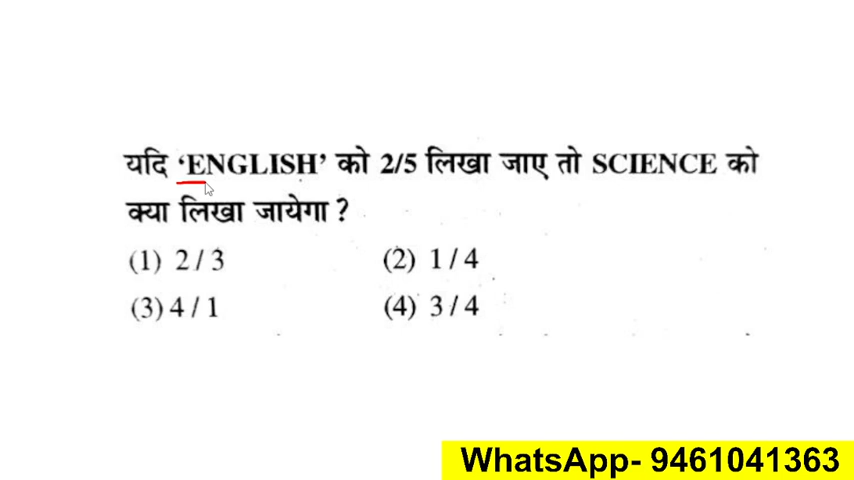 यदि ‘ENGLISH’ को 2/5 लिखा जाए तो SCIENCE को
क्या लिखा जायेगा ?
(1) 2 / 3 (2) 1 / 4
(3) 4 / 1 (4) 3 / 4
WhatsApp- 9461041363